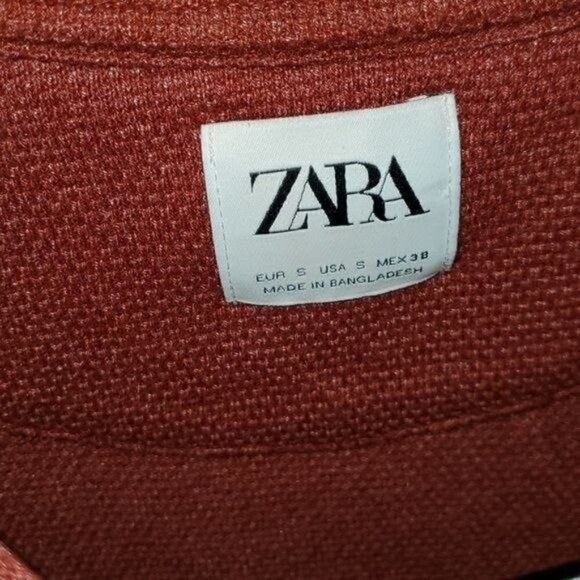 ZARA
EUR S USA S MEX 38
MADE IN BANGLADESH